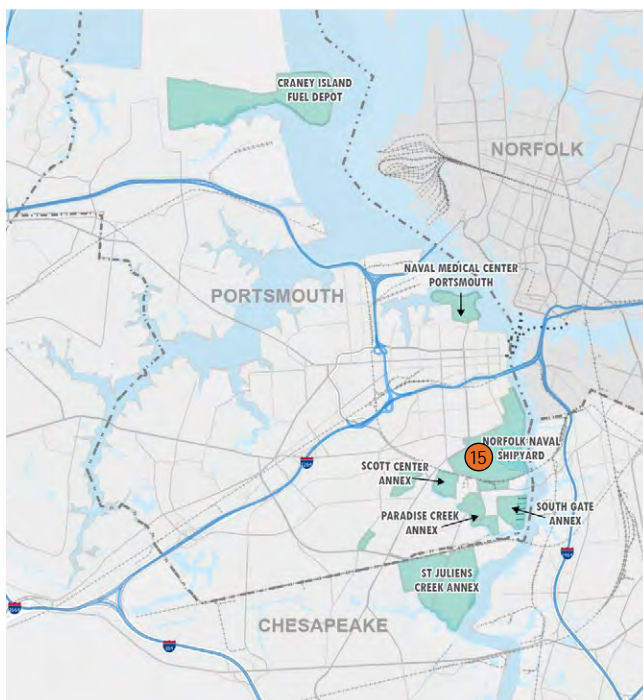 CRANEY ISLAND
FUEL DEPOT
NORFOLK
NAVAL MEDICAL CENTER
PORTSMOUTH
PORTSMOUTH
NORFOLK NAVAL
SHIPYARD
15
SCOTT CENTER
ANNEX
SOUTH GATE
ANNEX
PARADISE CREEK
ANNEX
ST JULIENS
CREEK ANNEX
CHESAPEAKE